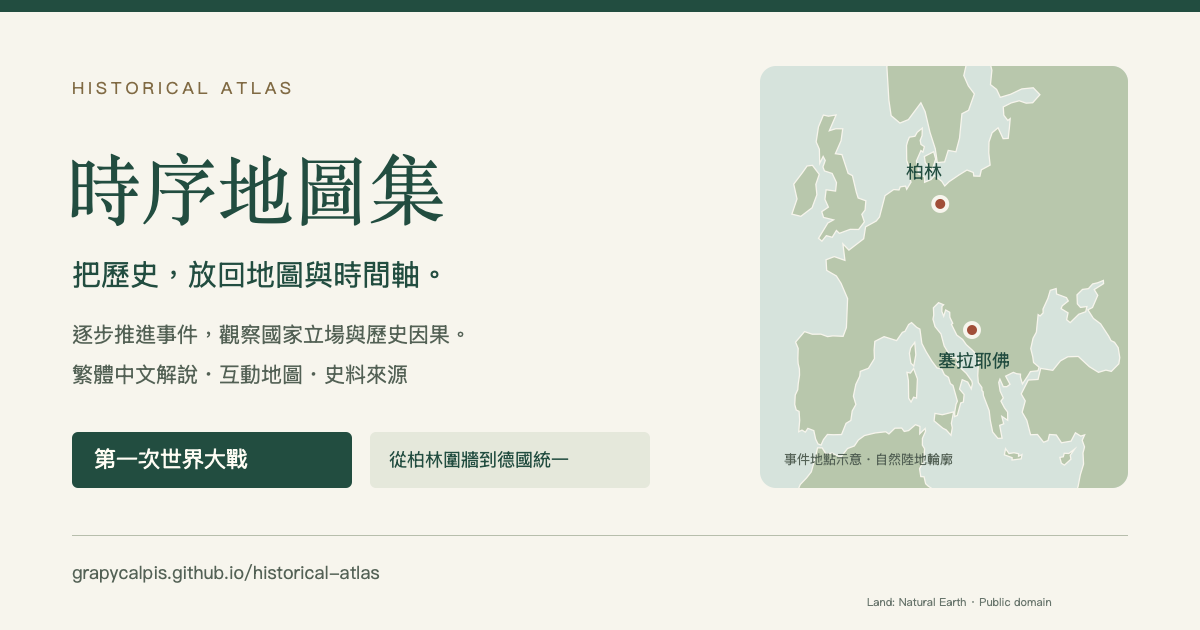 HISTORICAL ATLAS
時序地圖集
把歷史，放回地圖與時間軸。
逐步推進事件，觀察國家立場與歷史因果。
繁體中文解說・互動地圖・史料來源
第一次世界大戰
從柏林圍牆到德國統一
柏林
塞拉耶佛
事件地點示意・自然陸地輪廓
grapycalpis.github.io/historical-atlas
Land: Natural Earth · Public domain